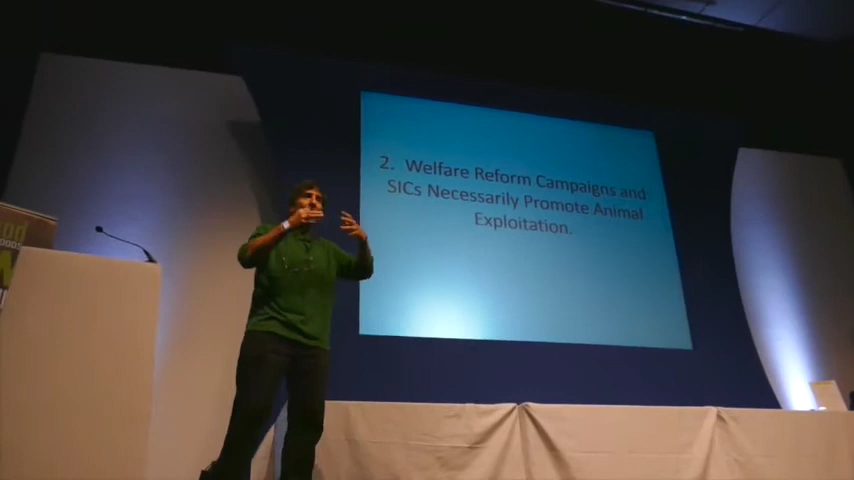 2. Welfare Reform Campaigns and
SICs Necessarily Promote Animal
Exploitation.